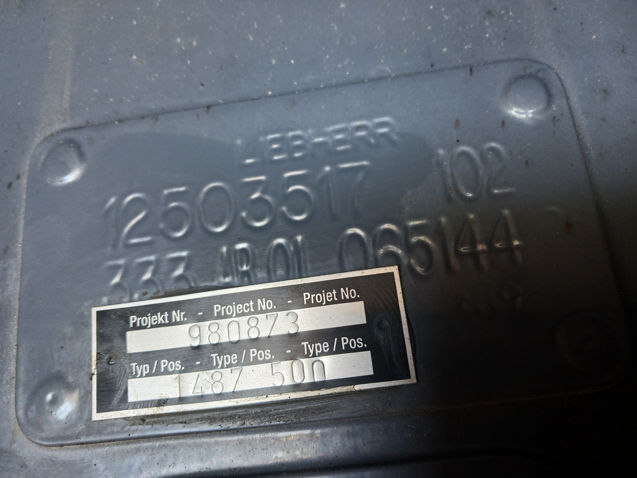 LIEBHERR
12503517 102
333 4B 01 065144
Projekt Nr. - Project No. - Projet No.
980873
Typ / Pos. - Type / Pos. - Type / Pos.
1487 500